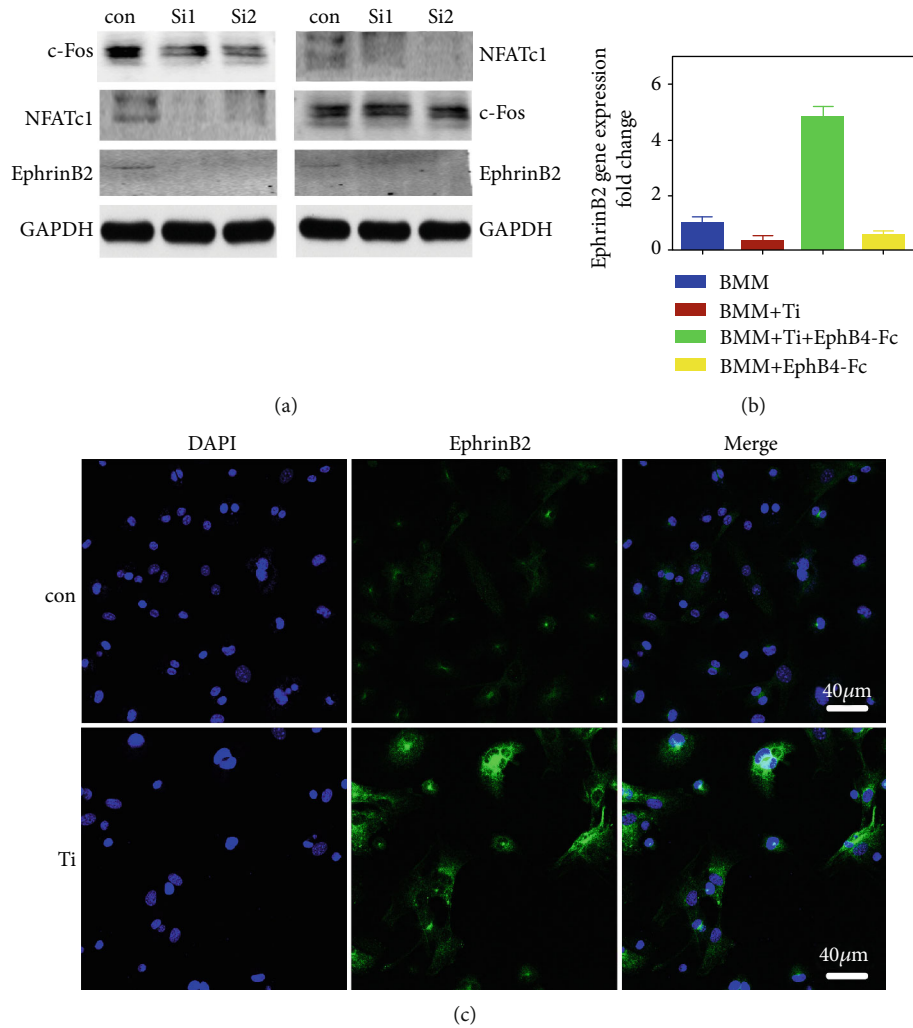 con Si1 Si2 Si1 Si2
c-Fos
NFATc1
EphrinB2
GAPDH
con Si1 Si2
NFATc1
c-Fos
EphrinB2
GAPDH
(a)
EphrinB2 gene expression
fold change
6
4
2
0
BMM
BMM+Ti
BMM+Ti+EphB4-Fc
BMM+EphB4-Fc
(b)
DAPI EphrinB2 Merge
con
40μm
Ti
40μm
(c)